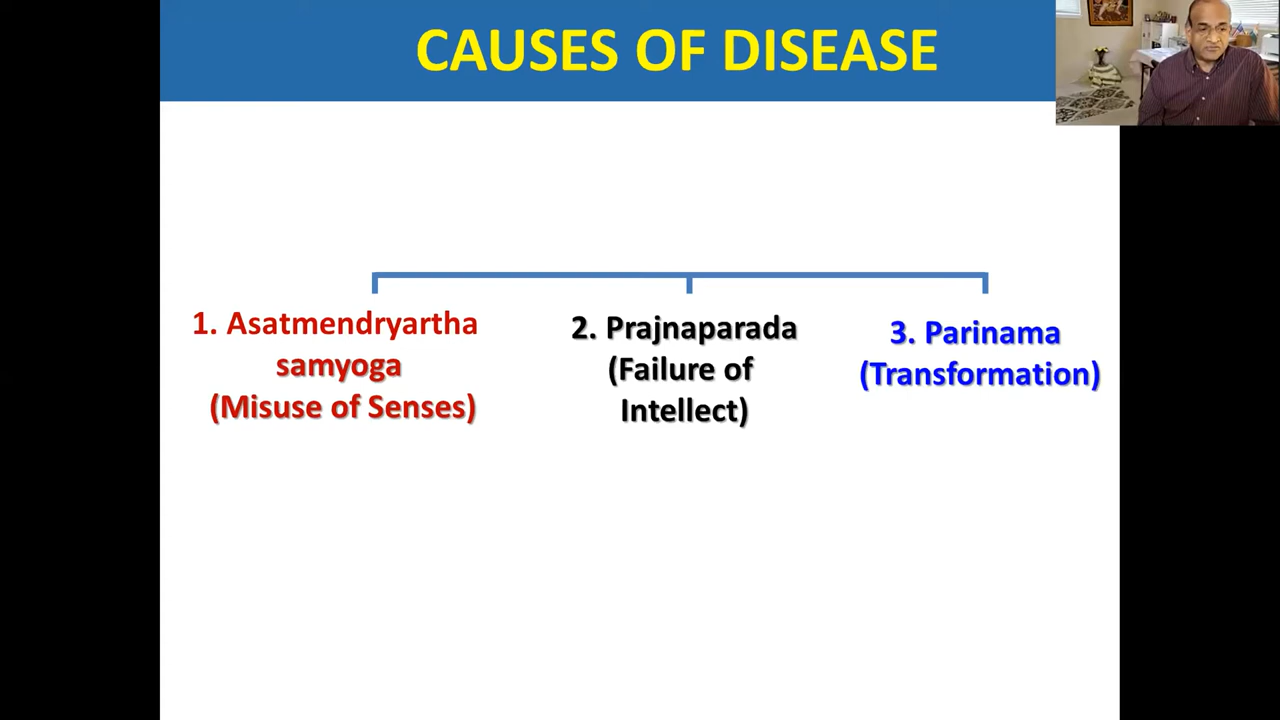 CAUSES OF DISEASE
1. Asatmendryartha
samyoga
(Misuse of Senses)
2. Prajnaparada
(Failure of
Intellect)
3. Parinama
(Transformation)